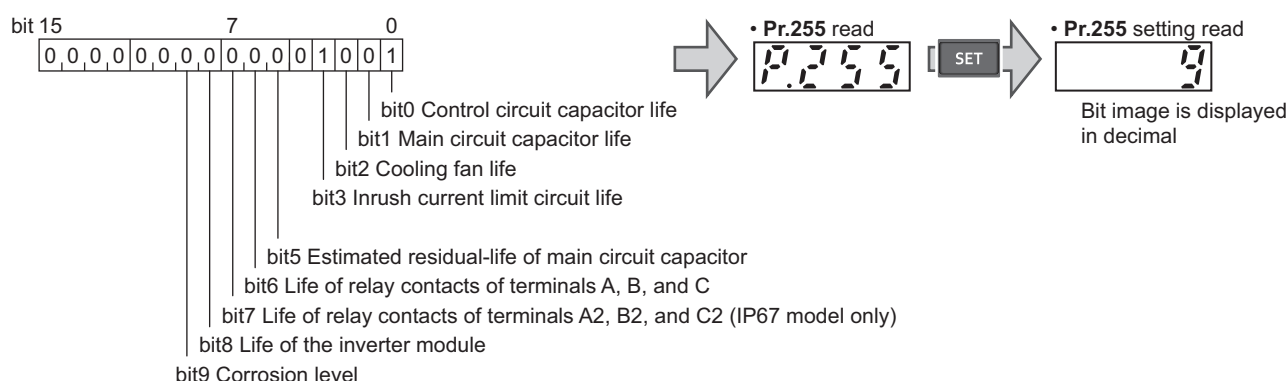 bit 15 7 0
0 0 0 0 0 0 0 0 0 0 0 0 1 0 0 1
bit0 Control circuit capacitor life
bit1 Main circuit capacitor life
bit2 Cooling fan life
bit3 Inrush current limit circuit life
bit5 Estimated residual-life of main circuit capacitor
bit6 Life of relay contacts of terminals A, B, and C
bit7 Life of relay contacts of terminals A2, B2, and C2 (IP67 model only)
bit8 Life of the inverter module
bit9 Corrosion level
• Pr.255 read
P.255
SET
• Pr.255 setting read
9
Bit image is displayed
in decimal